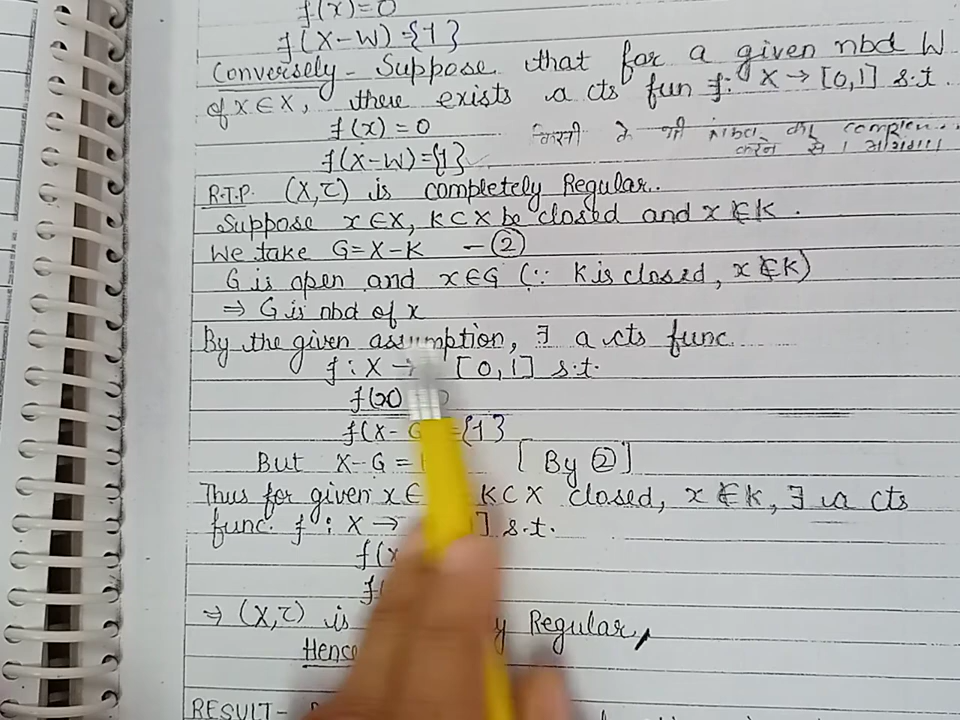 f(x)=0
f(X-W)={1}
Conversely - Suppose that for a given nbd W
of x∈X, there exists a cts fun f: X→[0,1] s.t
f(x)=0
किसी के भी nbd. का
f(X-W)={1}
करने से 1
R.T.P. (X,τ) is completely Regular.
Suppose x∈X, K⊂X be closed and x∉K.
We take G=X-K -②
G is open and x∈G (∵ K is closed, x∉K)
⇒ G is nbd of x
By the given assumption, ∃ a cts func
f: X→ [0,1] s.t.
f(x)
f(X-G ={1}
But X-G = [By ②]
Thus for given x∈ K⊂X closed, x∉K, ∃ a cts
func. f: X→ ] s.t.
f(x
f(
⇒ (X,τ) is y Regular,
Hence
RESULT-